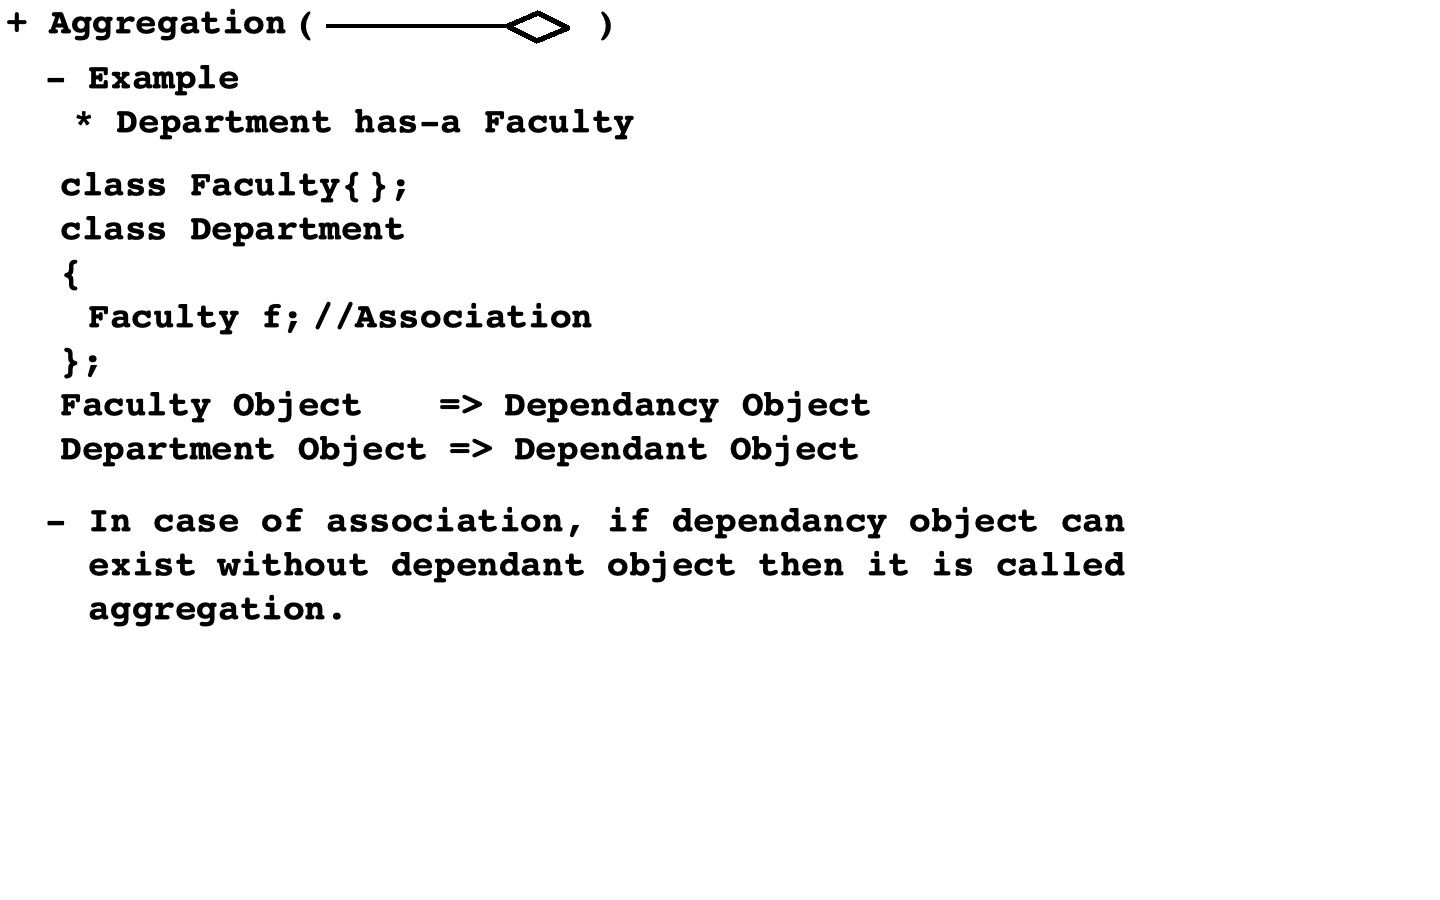 + Aggregation ( )
- Example
* Department has-a Faculty
class Faculty{ };
class Department
{
Faculty f; //Association
};
Faculty Object => Dependancy Object
Department Object => Dependant Object
- In case of association, if dependancy object can
exist without dependant object then it is called
aggregation.